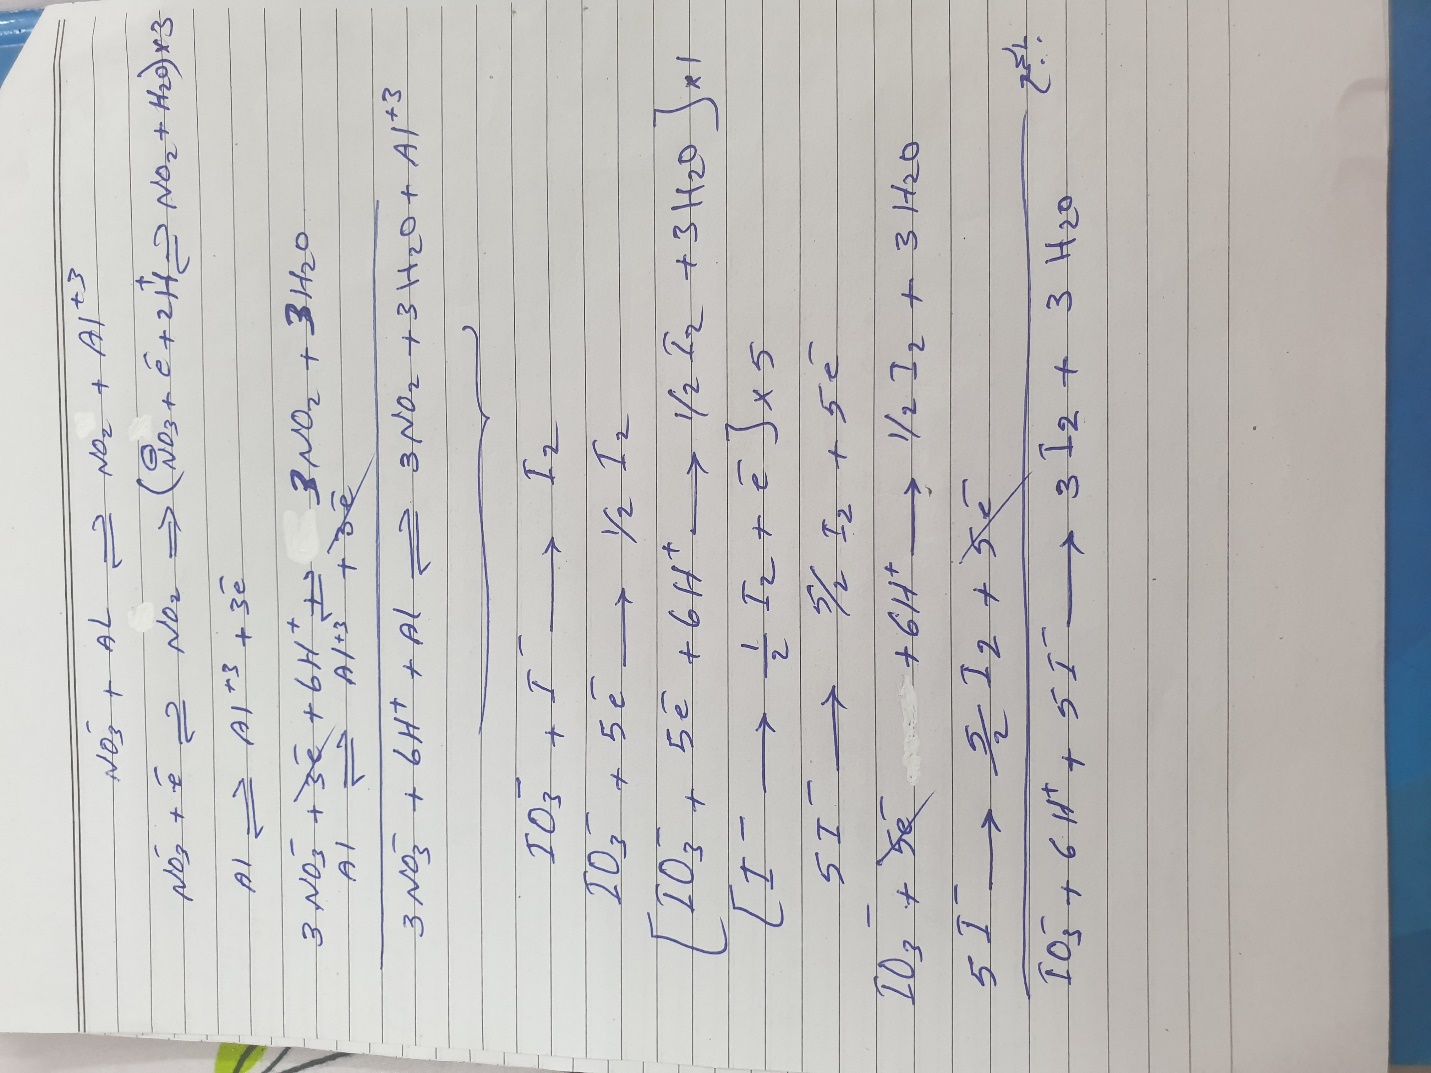 NO₃⁻ + Al ⇌ NO₂ + Al⁺³
NO₃⁻ + e⁻ ⇌ NO₂ ⇒ (NO₃⊖ + e⁻ + 2H⁺ ⇌ NO₂ + H₂O)×3
Al ⇌ Al⁺³ + 3e⁻
3NO₃⁻ + 3e⁻ + 6H⁺ ⇌ 3NO₂ + 3H₂O
Al ⇌ Al⁺³ + 3e⁻
3NO₃⁻ + 6H⁺ + Al ⇌ 3NO₂ + 3H₂O + Al⁺³
IO₃⁻ + I⁻ → I₂
IO₃⁻ + 5e⁻ → 1/2 I₂
[IO₃⁻ + 5e⁻ + 6H⁺ → 1/2 I₂ + 3H₂O]×1
[I⁻ → 1/2 I₂ + e⁻]×5
5I⁻ → 5/2 I₂ + 5e⁻
IO₃⁻ + 5e⁻ + 6H⁺ → 1/2 I₂ + 3H₂O
5I⁻ → 5/2 I₂ + 5e⁻
IO₃⁻ + 6H⁺ + 5I⁻ → 3I₂ + 3H₂O